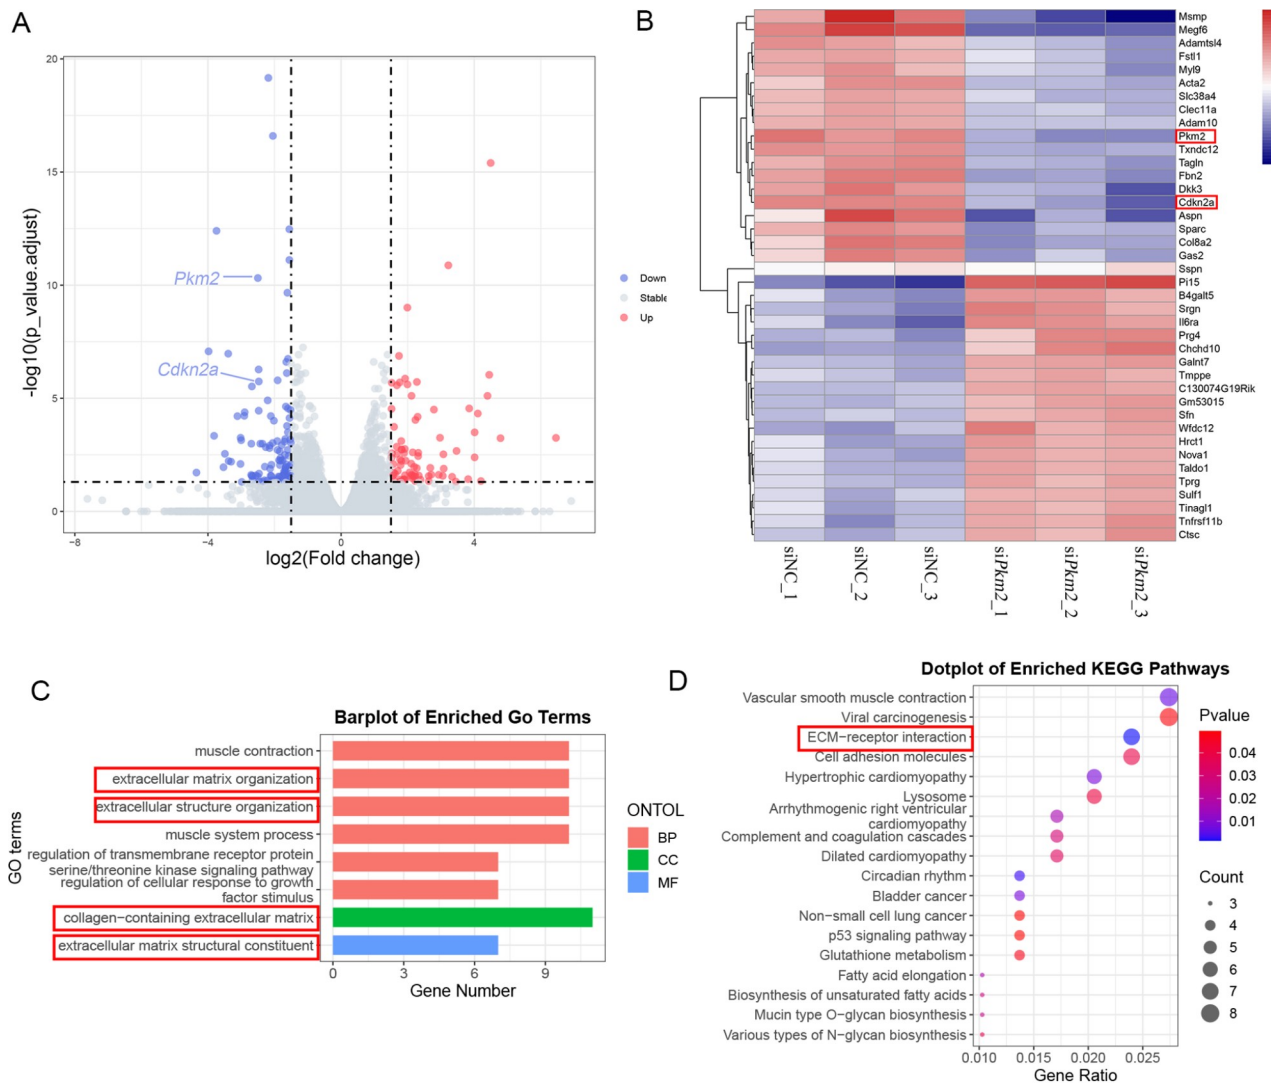 A
20
15
10
5
0
-log10(p_value.adjust)
Pkm2
Cdkn2a
−8
−4
0
4
log2(Fold change)
Down
Stable
Up
B
Msmp
Megf6
Adamtsl4
Fstl1
Myl9
Acta2
Slc38a4
Clec11a
Adam10
Pkm2
Txndc12
Tagln
Fbn2
Dkk3
Cdkn2a
Aspn
Sparc
Col8a2
Gas2
Sspn
Pi15
B4galt5
Srgn
Il6ra
Prg4
Chchd10
Galnt7
Tmppe
C130074G19Rik
Gm53015
Sfn
Wfdc12
Hrct1
Nova1
Taldo1
Tprg
Sulf1
Tinagl1
Tnfrsf11b
Ctsc
siNC_1
siNC_2
siNC_3
siPkm2_1
siPkm2_2
siPkm2_3
C
Barplot of Enriched Go Terms
GO terms
muscle contraction
extracellular matrix organization
extracellular structure organization
muscle system process
regulation of transmembrane receptor protein
serine/threonine kinase signaling pathway
regulation of cellular response to growth
factor stimulus
collagen−containing extracellular matrix
extracellular matrix structural constituent
0
3
6
9
Gene Number
ONTOL
BP
CC
MF
D
Dotplot of Enriched KEGG Pathways
Vascular smooth muscle contraction
Viral carcinogenesis
ECM−receptor interaction
Cell adhesion molecules
Hypertrophic cardiomyopathy
Lysosome
Arrhythmogenic right ventricular
cardiomyopathy
Complement and coagulation cascades
Dilated cardiomyopathy
Circadian rhythm
Bladder cancer
Non−small cell lung cancer
p53 signaling pathway
Glutathione metabolism
Fatty acid elongation
Biosynthesis of unsaturated fatty acids
Mucin type O−glycan biosynthesis
Various types of N−glycan biosynthesis
0.010
0.015
0.020
0.025
Gene Ratio
Pvalue
0.04
0.03
0.02
0.01
Count
3
4
5
6
7
8